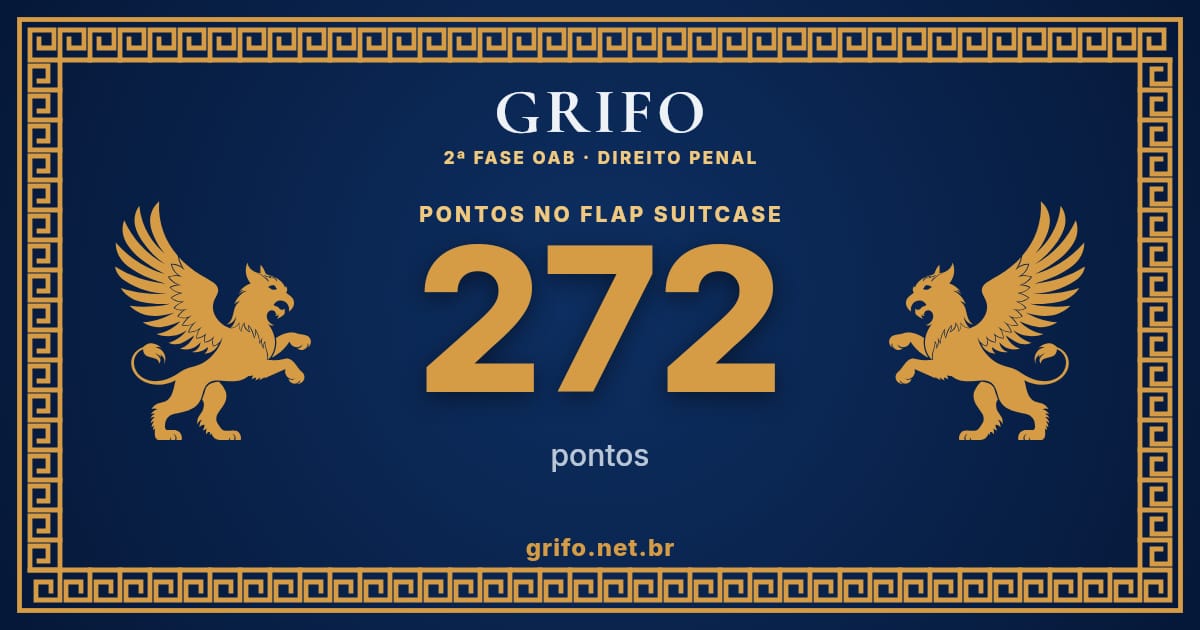 GRIFO
2ª FASE OAB · DIREITO PENAL
PONTOS NO FLAP SUITCASE
272
pontos
grifo.net.br